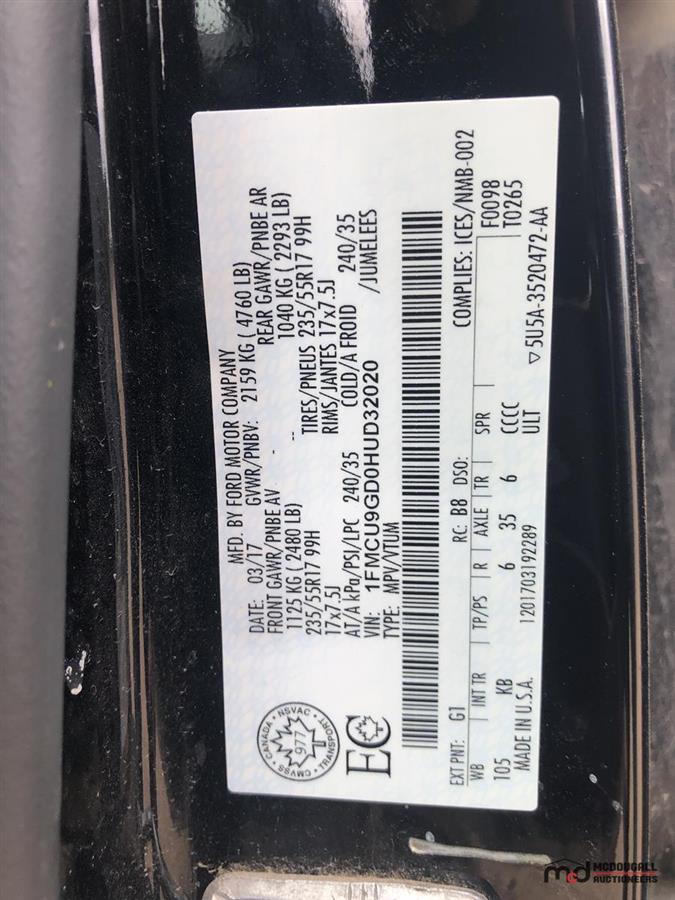 MFD. BY FORD MOTOR COMPANY
DATE: 03/17 GVWR/PNBV: 2159 KG ( 4760 LB)
FRONT GAWR/PNBE AV REAR GAWR/PNBE AR
1125 KG ( 2480 LB) 1040 KG ( 2293 LB)
235/55R17 99H TIRES/PNEUS 235/55R17 99H
17x7.5J RIMS/JANTES 17x7.5J
AT/A kPa/PSI/LPC 240/35 COLD/A FROID 240/35
VIN: 1FMCU9GD0HUD32020 /JUMELEES
TYPE: MPV/VTUM
CANADA
NSVAC
TRANSPORT
CMVSS
977
EC
EXT PNT: G1 RC: B8 DSO: COMPLIES: ICES/NMB-002
WB INT TR TP/PS R AXLE TR SPR F0098
105 KB 6 35 6 CCCC T0265
MADE IN U.S.A. 1201703192289 ULT ▽5U5A-3520472-AA
mcd MCDOUGALL
AUCTIONEERS